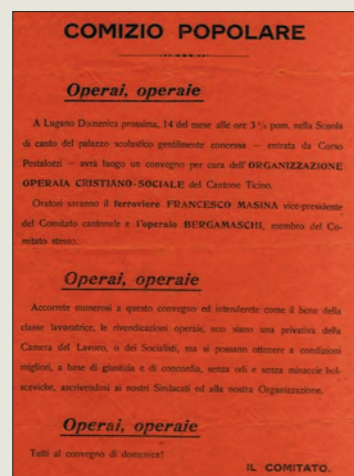 COMIZIO POPOLARE
Operai, operaie
A Lugano Domenica prossima, 14 del mese alle ore 3 ½ pom. nella Scuola
di canto del palazzo scolastico gentilmente concessa — entrata da Corso
Pestalozzi — avrà luogo un convegno per cura dell'ORGANIZZAZIONE
OPERAIA CRISTIANO-SOCIALE del Cantone Ticino.
Oratori saranno il ferroviere FRANCESCO MASINA vice-presidente
del Comitato cantonale e l'operaio BERGAMASCHI, membro del Co-
mitato stesso.
Operai, operaie
Accorrete numerosi a questo convegno ed intenderete come il bene della
classe lavoratrice, le rivendicazioni operaie, non siano una privativa della
Camera del Lavoro, o dei Socialisti, ma si possano ottenere a condizioni
migliori, a base di giustizia e di concordia, senza odi e senza minaccie bol-
sceviche, ascrivendosi ai nostri Sindacati ed alla nostra Organizzazione.
Operai, operaie
Tutti al convegno di domenica!
IL COMITATO.